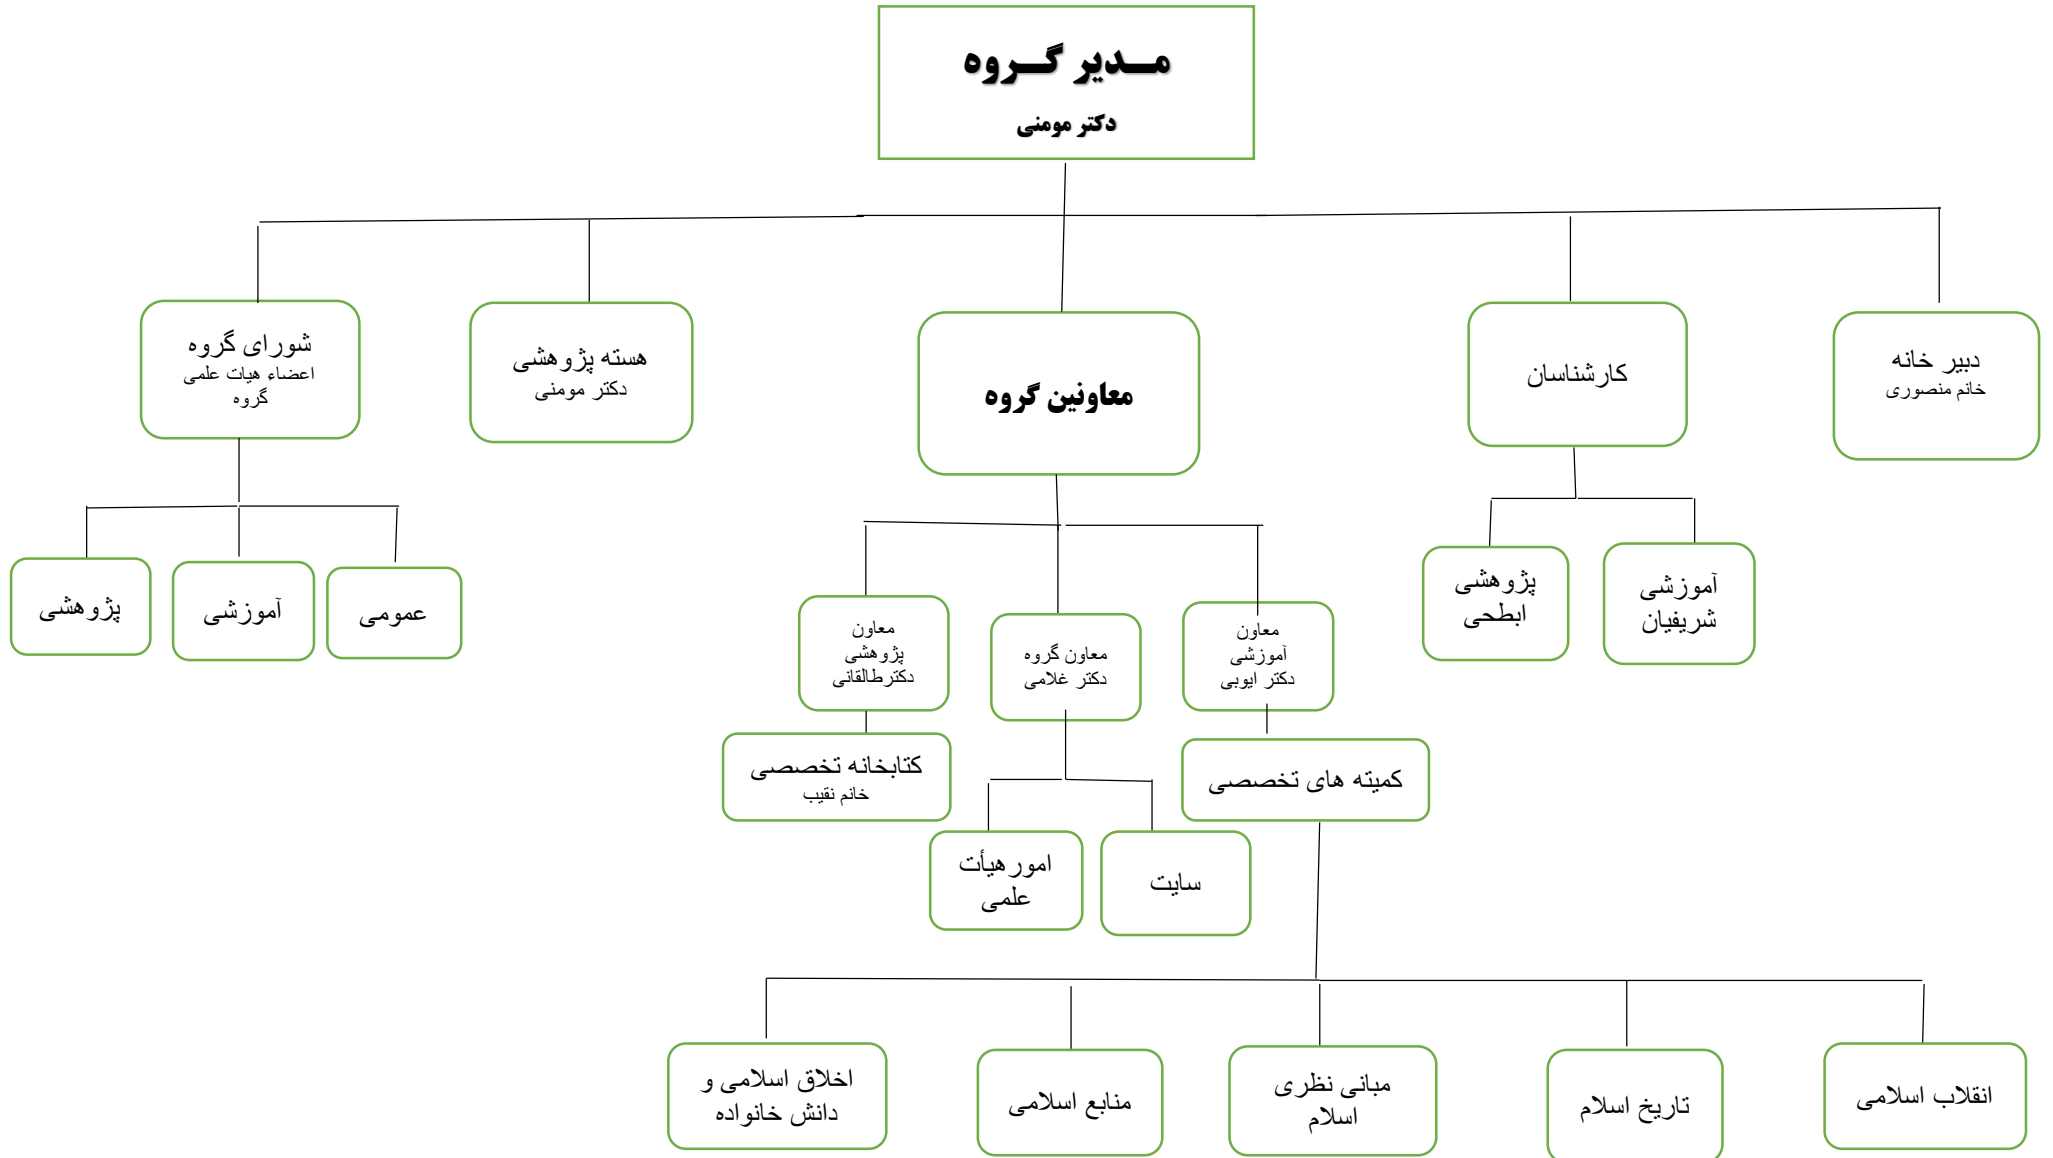 مــدیر گــروه
دکتر مومنی
دبیر خانه
خانم منصوری
کارشناسان
معاونین گروه
هسته پژوهشی
دکتر مومنی
شورای گروه
اعضاء هیات علمی
گروه
آموزشی
شریفیان
پژوهشی
ابطحی
معاون
آموزشی
دکتر ایوبی
معاون گروه
دکتر غلامی
معاون
پژوهشی
دکترطالقانی
عمومی
آموزشی
پژوهشی
کمیته های تخصصی
کتابخانه تخصصی
خانم نقیب
سایت
امورهیأت
علمی
انقلاب اسلامی
تاریخ اسلام
مبانی نظری
اسلام
منابع اسلامی
اخلاق اسلامی و
دانش خانواده